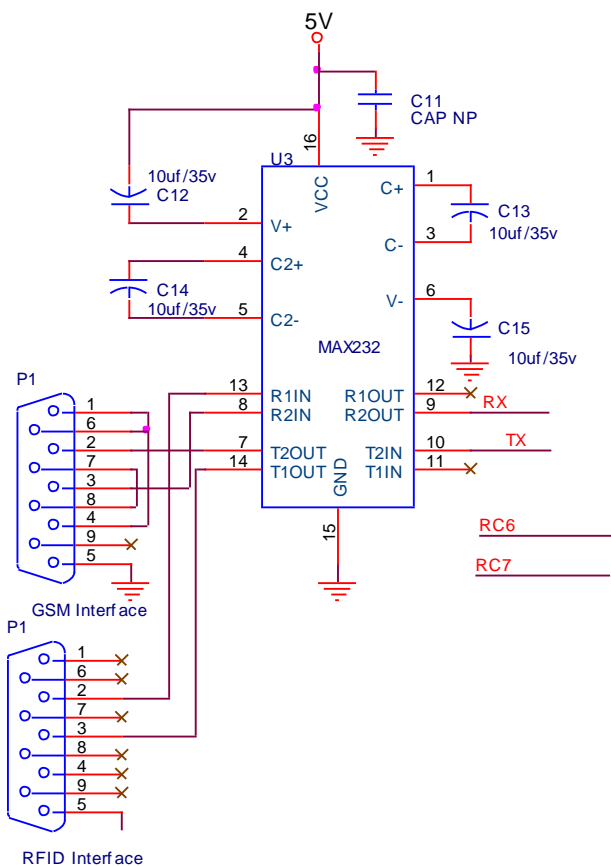 5V
C11
CAP NP
U3
16
VCC
10uf/35v
C12
2
V+
C+
1
C13
10uf/35v
3
C-
4
C2+
C14
10uf/35v
5
C2-
V-
6
C15
10uf/35v
MAX232
P1
1
6
2
7
3
8
4
9
5
GSM Interface
13
R1IN
8
R2IN
7
T2OUT
14
T1OUT
R1OUT
12
R2OUT
9
RX
T2IN
10
TX
T1IN
11
GND
15
RC6
RC7
P1
1
6
2
7
3
8
4
9
5
RFID Interface